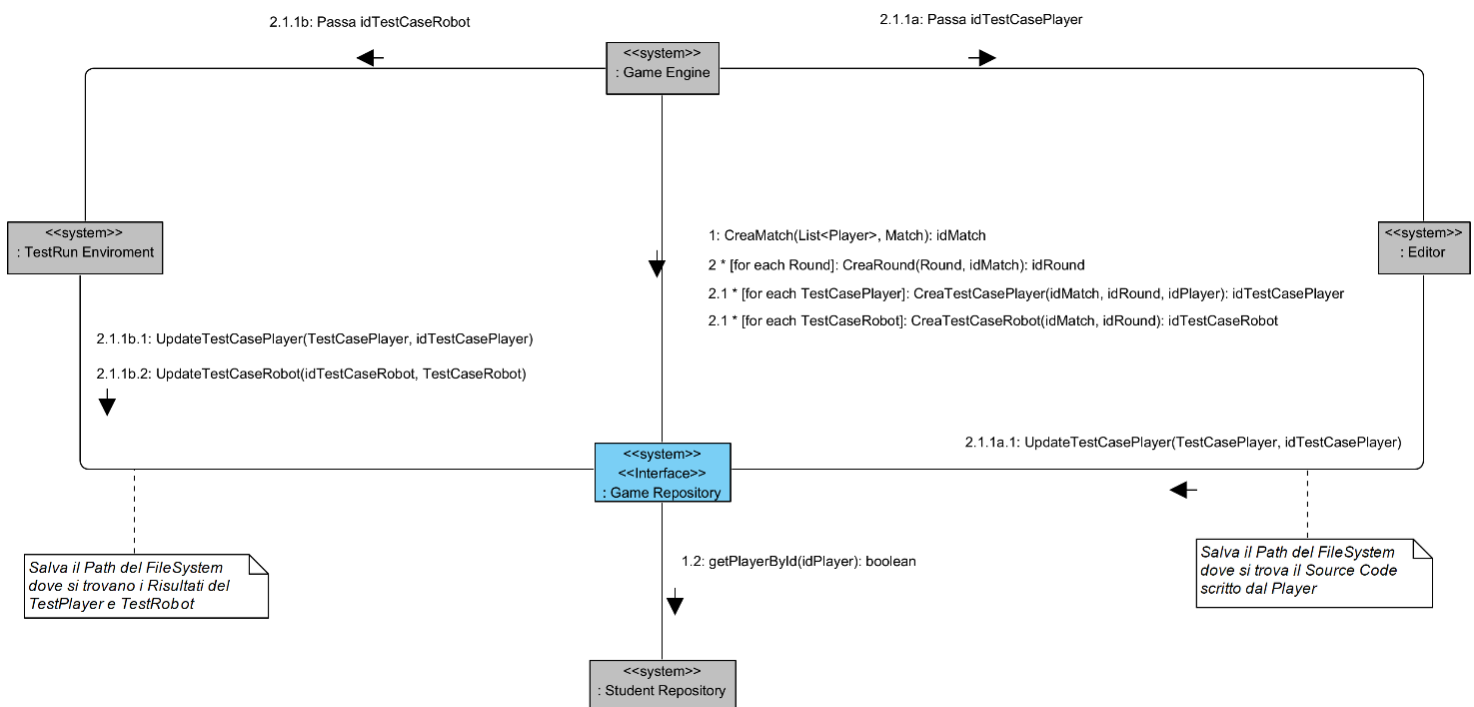 2.1.1b: Passa idTestCaseRobot
2.1.1a: Passa idTestCasePlayer
<<system>>
: Game Engine
<<system>>
: TestRun Enviroment
1: CreaMatch(List<Player>, Match): idMatch
2 * [for each Round]: CreaRound(Round, idMatch): idRound
2.1 * [for each TestCasePlayer]: CreaTestCasePlayer(idMatch, idRound, idPlayer): idTestCasePlayer
2.1 * [for each TestCaseRobot]: CreaTestCaseRobot(idMatch, idRound): idTestCaseRobot
<<system>>
: Editor
2.1.1b.1: UpdateTestCasePlayer(TestCasePlayer, idTestCasePlayer)
2.1.1b.2: UpdateTestCaseRobot(idTestCaseRobot, TestCaseRobot)
2.1.1a.1: UpdateTestCasePlayer(TestCasePlayer, idTestCasePlayer)
<<system>>
<<Interface>>
: Game Repository
Salva il Path del FileSystem
dove si trovano i Risultati del
TestPlayer e TestRobot
1.2: getPlayerById(idPlayer): boolean
Salva il Path del FileSystem
dove si trova il Source Code
scritto dal Player
<<system>>
: Student Repository